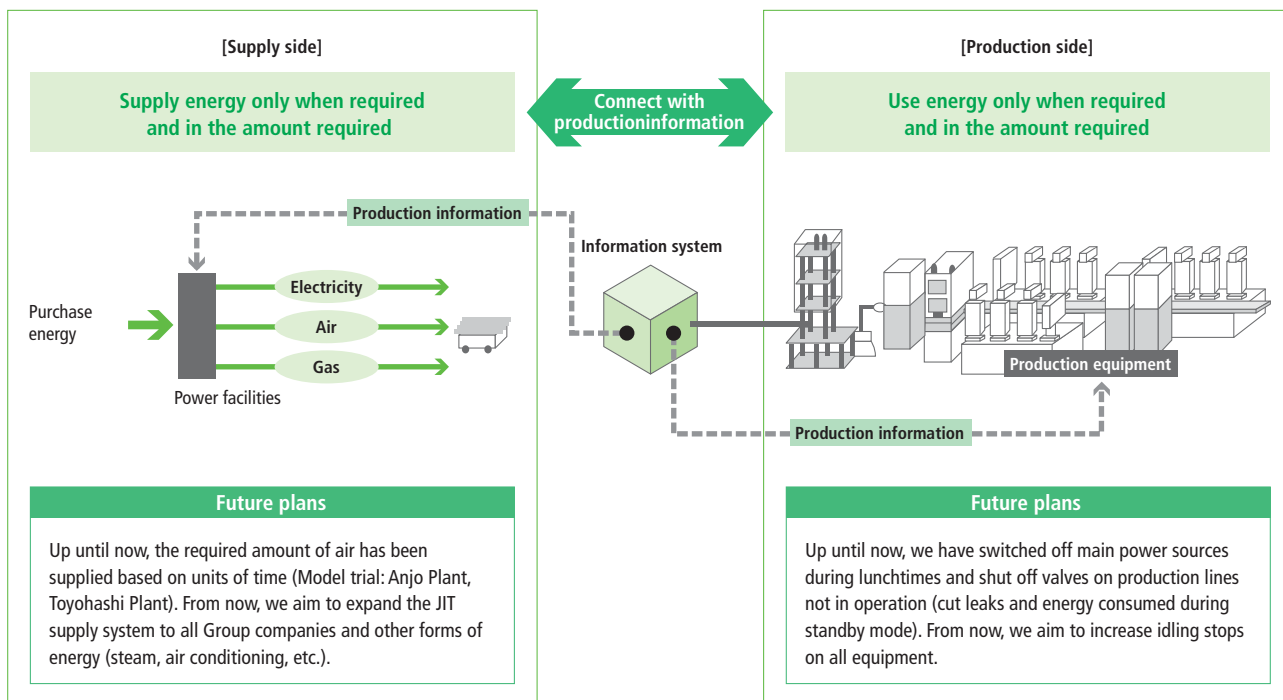 [Supply side]
Supply energy only when required
and in the amount required
Connect with
productioninformation
[Production side]
Use energy only when required
and in the amount required
Production information
Information system
Purchase
energy
Electricity
Air
Gas
Power facilities
Production equipment
Production information
Future plans
Up until now, the required amount of air has been
supplied based on units of time (Model trial: Anjo Plant,
Toyohashi Plant). From now, we aim to expand the JIT
supply system to all Group companies and other forms of
energy (steam, air conditioning, etc.).
Future plans
Up until now, we have switched off main power sources
during lunchtimes and shut off valves on production lines
not in operation (cut leaks and energy consumed during
standby mode). From now, we aim to increase idling stops
on all equipment.